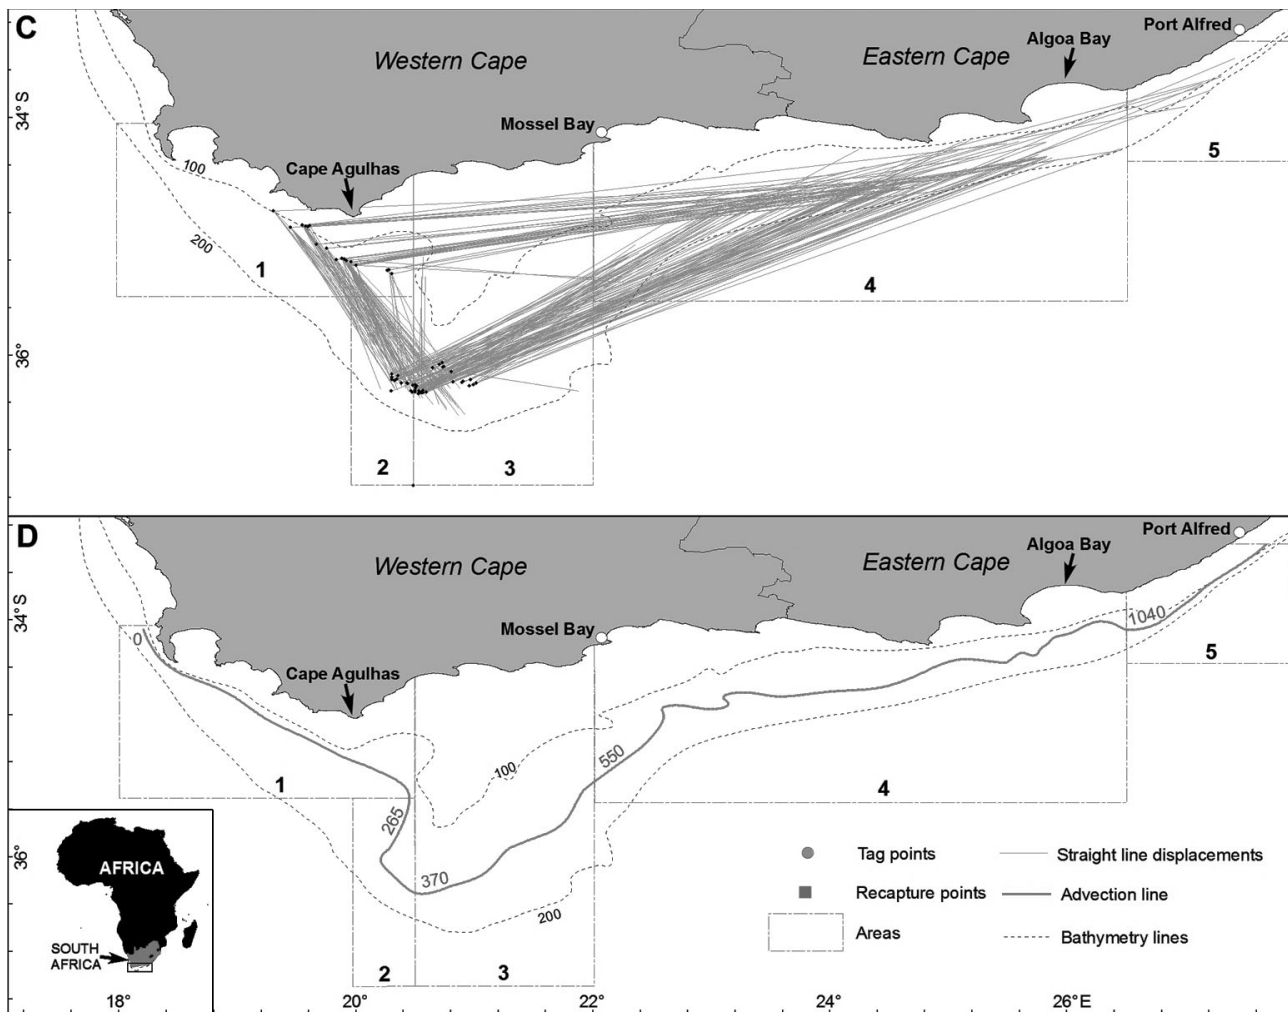 C
Western Cape
Eastern Cape
Port Alfred
Algoa Bay
Mossel Bay
Cape Agulhas
34°S
100
200
1
2
3
4
5
36°
D
Western Cape
Eastern Cape
Port Alfred
Algoa Bay
Mossel Bay
Cape Agulhas
34°S
0
1040
550
100
265
370
200
1
2
3
4
5
36°
AFRICA
SOUTH
AFRICA
Tag points
Straight line displacements
Recapture points
Advection line
Areas
Bathymetry lines
18°
20°
22°
24°
26°E